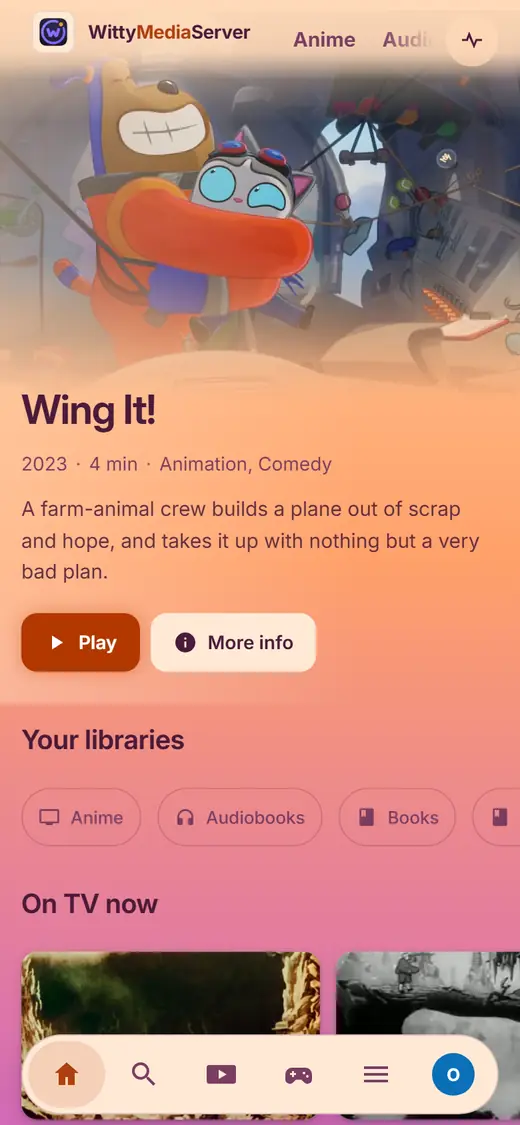 WittyMediaServer
Anime
Wing It!
2023 · 4 min · Animation, Comedy
A farm-animal crew builds a plane out of scrap
and hope, and takes it up with nothing but a very
bad plan.
Play
More info
Your libraries
Anime
Audiobooks
Books
On TV now
O